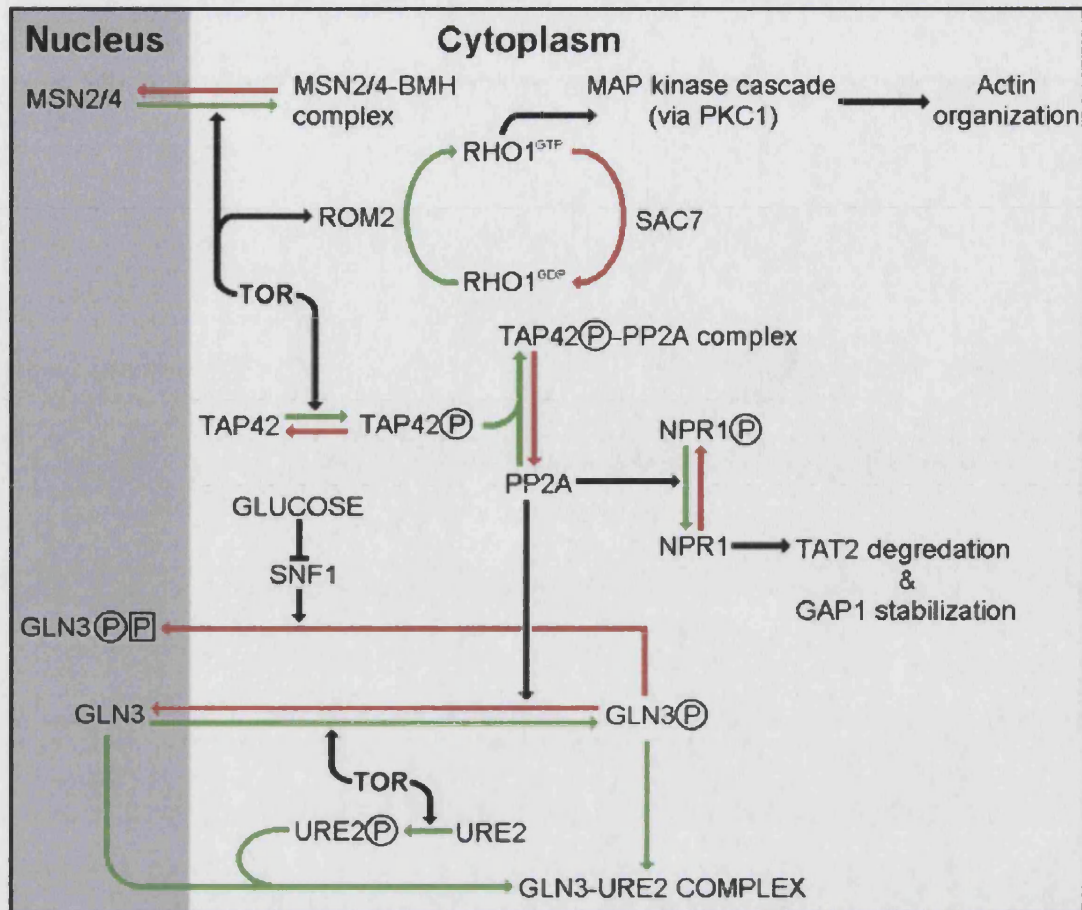 Nucleus
Cytoplasm
MSN2/4
MSN2/4-BMH
complex
MAP kinase cascade
(via PKC1)
Actin
organization
RHO1GTP
ROM2
SAC7
RHO1GDP
TOR
TAP42Ⓟ-PP2A complex
TAP42
TAP42Ⓟ
NPR1Ⓟ
PP2A
GLUCOSE
NPR1
TAT2 degredation
&
GAP1 stabilization
SNF1
GLN3Ⓟ🄿
GLN3
GLN3Ⓟ
TOR
URE2Ⓟ
URE2
GLN3-URE2 COMPLEX